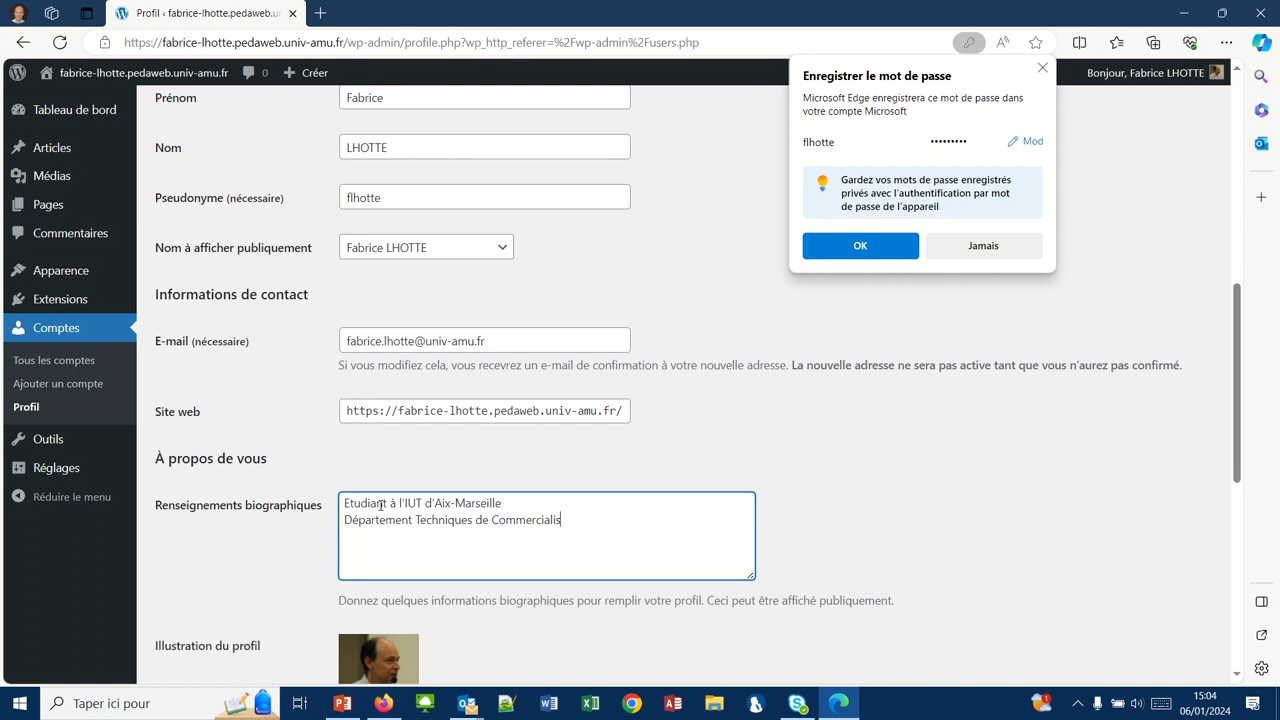 Profil ‹ fabrice-lhotte.pedaweb.un
https://fabrice-lhotte.pedaweb.univ-amu.fr/wp-admin/profile.php?wp_http_referer=%2Fwp-admin%2Fusers.php
fabrice-lhotte.pedaweb.univ-amu.fr
0
Créer
Bonjour, Fabrice LHOTTE
Tableau de bord
Articles
Médias
Pages
Commentaires
Apparence
Extensions
Comptes
Tous les comptes
Ajouter un compte
Profil
Outils
Réglages
Réduire le menu
Prénom
Fabrice
Nom
LHOTTE
Pseudonyme (nécessaire)
flhotte
Nom à afficher publiquement
Fabrice LHOTTE
Informations de contact
E-mail (nécessaire)
fabrice.lhotte@univ-amu.fr
Si vous modifiez cela, vous recevrez un e-mail de confirmation à votre nouvelle adresse. La nouvelle adresse ne sera pas active tant que vous n'aurez pas confirmé.
Site web
https://fabrice-lhotte.pedaweb.univ-amu.fr/
À propos de vous
Renseignements biographiques
Etudiant à l'IUT d'Aix-Marseille
Département Techniques de Commercialis
Donnez quelques informations biographiques pour remplir votre profil. Ceci peut être affiché publiquement.
Illustration du profil
Enregistrer le mot de passe
Microsoft Edge enregistrera ce mot de passe dans
votre compte Microsoft
flhotte
•••••••••
Mod
Gardez vos mots de passe enregistrés
privés avec l'authentification par mot
de passe de l'appareil
OK
Jamais
Taper ici pour
15:04
06/01/2024